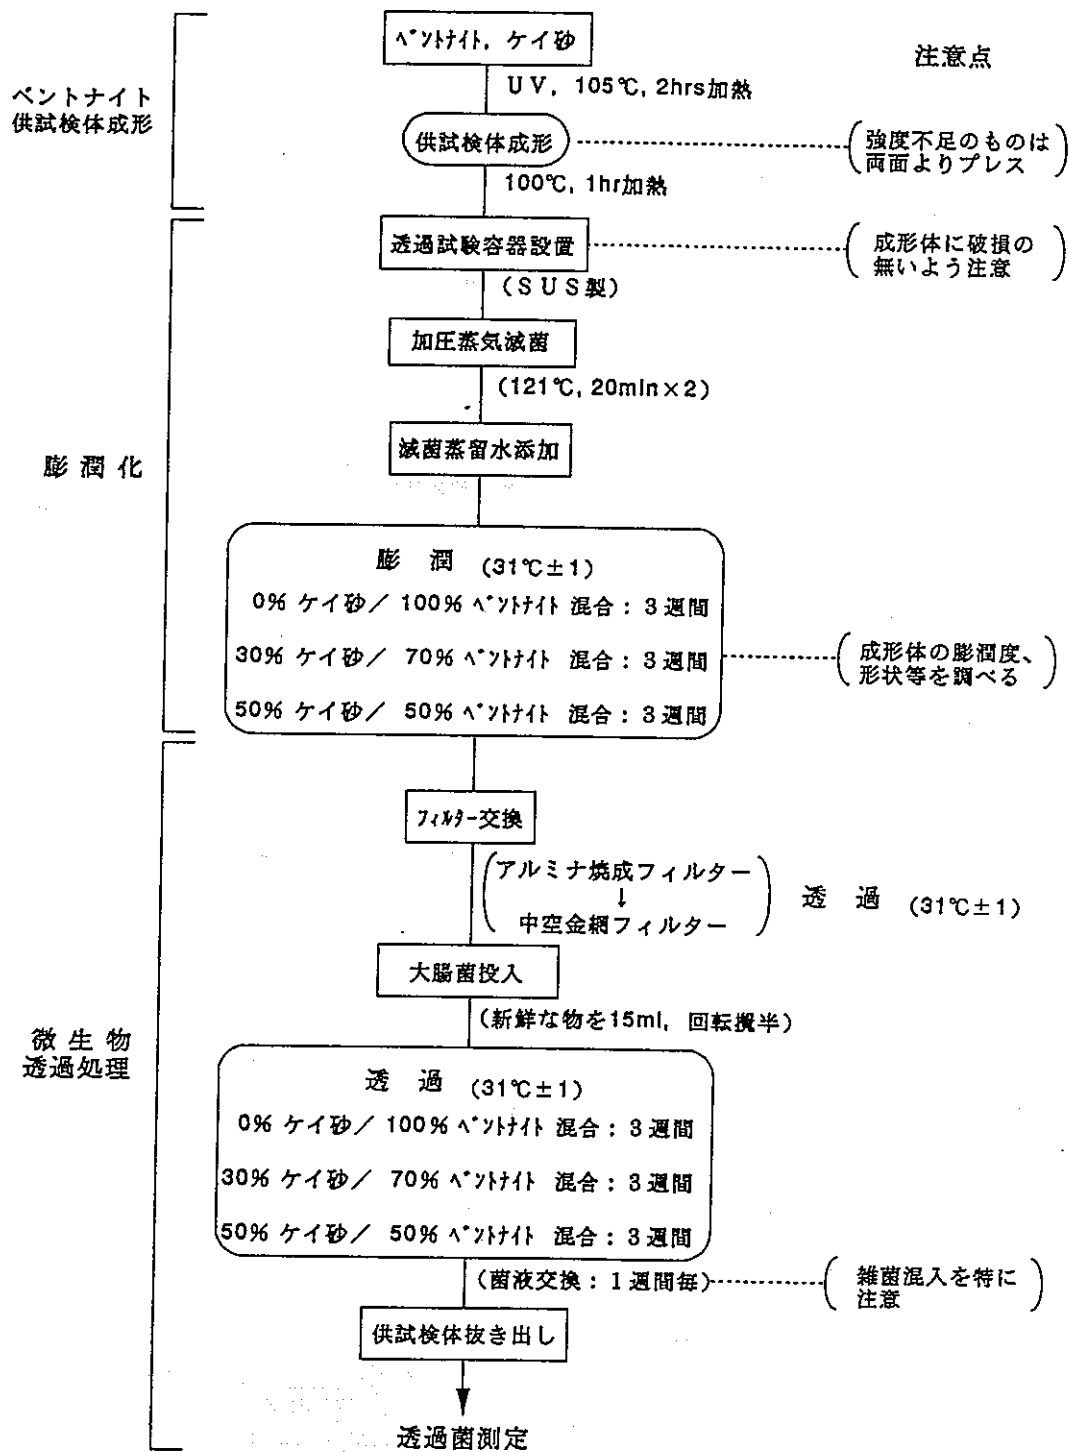 ﾍﾞﾝﾄﾅｲﾄ, ケイ砂
注意点
UV, 105℃, 2hrs加熱
ベントナイト
供試検体成形
供試検体成形
強度不足のものは
両面よりプレス
100℃, 1hr加熱
透過試験容器設置
成形体に破損の
無いよう注意
(SUS製)
加圧蒸気滅菌
(121℃, 20min×2)
滅菌蒸留水添加
膨潤化
膨 潤 (31℃±1)
0% ケイ砂／ 100% ﾍﾞﾝﾄﾅｲﾄ 混合：3週間
30% ケイ砂／ 70% ﾍﾞﾝﾄﾅｲﾄ 混合：3週間
50% ケイ砂／ 50% ﾍﾞﾝﾄﾅｲﾄ 混合：3週間
成形体の膨潤度、
形状等を調べる
ﾌｨﾙﾀｰ交換
アルミナ焼成フィルター
↓
中空金網フィルター
透 過 (31℃±1)
大腸菌投入
(新鮮な物を15ml, 回転攪半)
微生物
透過処理
透 過 (31℃±1)
0% ケイ砂／ 100% ﾍﾞﾝﾄﾅｲﾄ 混合：3週間
30% ケイ砂／ 70% ﾍﾞﾝﾄﾅｲﾄ 混合：3週間
50% ケイ砂／ 50% ﾍﾞﾝﾄﾅｲﾄ 混合：3週間
(菌液交換：1週間毎)
雑菌混入を特に
注意
供試検体抜き出し
透過菌測定